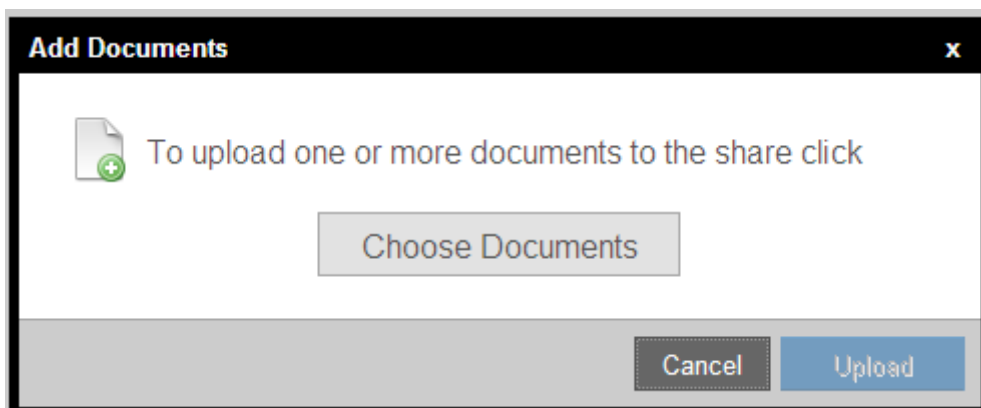 Add Documents x
To upload one or more documents to the share click
Choose Documents
Cancel Upload